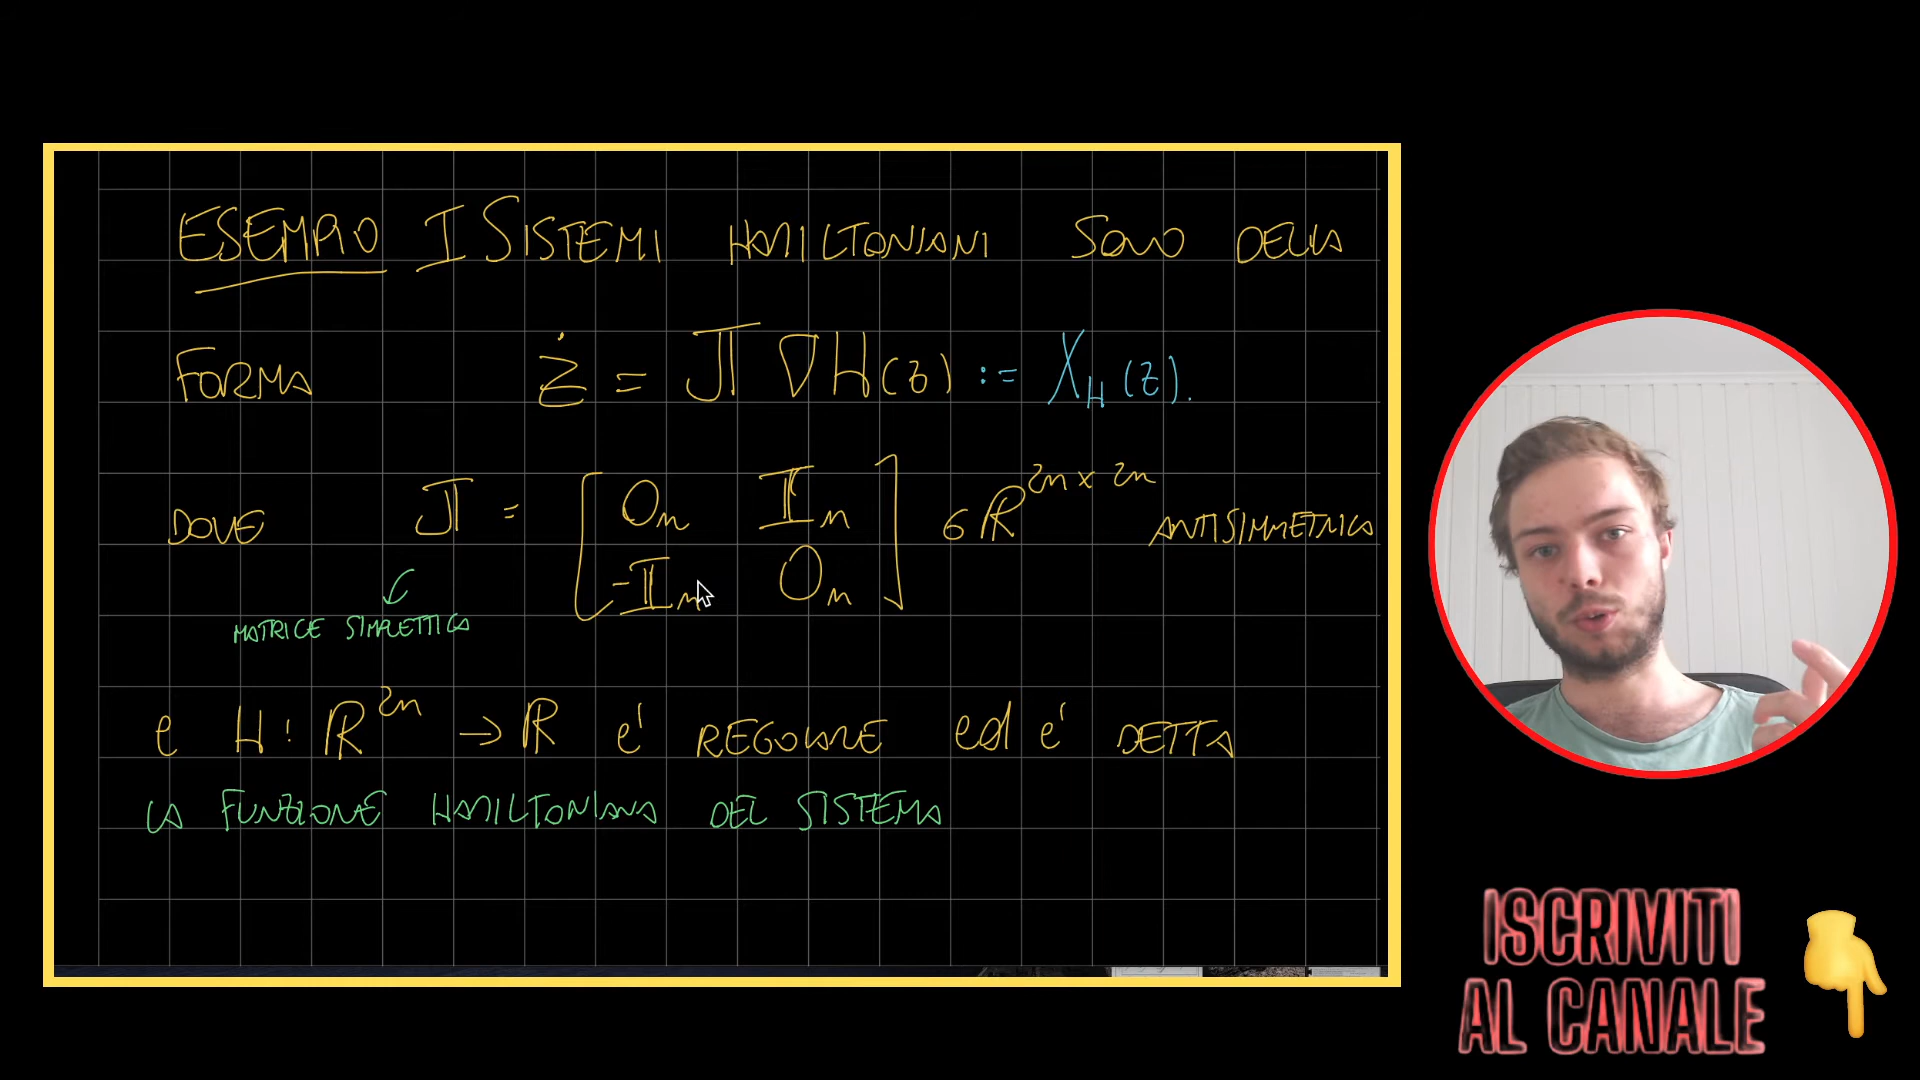 ESEMPIO I SISTEMI HAMILTONIANI SONO DELLA
FORMA ż = 𝕁 ∇H(z) := X_H(z).
DOVE 𝕁 = [ 0_n 𝕀_n ; -𝕀_n 0_n ] ∈ ℝ^{2n × 2n} ANTISIMMETRICA
MATRICE SIMPLETTICA
e H: ℝ^{2n} → ℝ e' REGOLARE ed e' DETTA
LA FUNZIONE HAMILTONIANA DEL SISTEMA
ISCRIVITI
AL CANALE